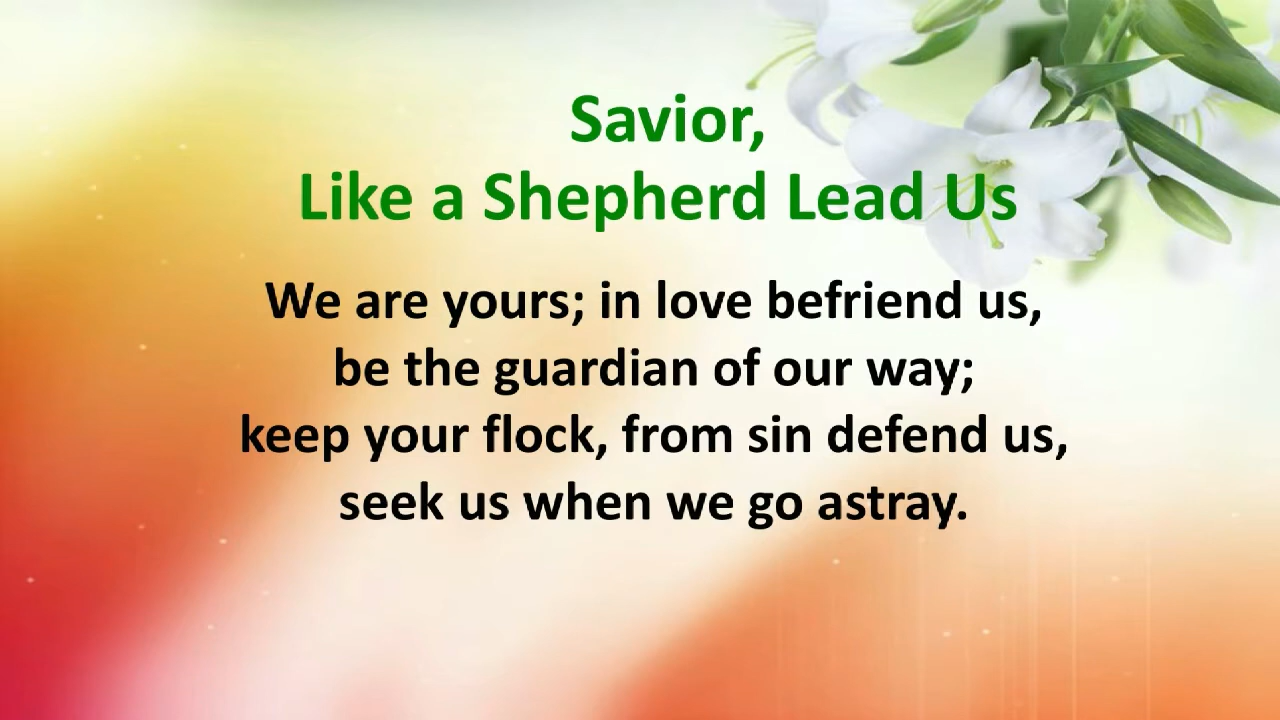 Savior,
Like a Shepherd Lead Us
We are yours; in love befriend us,
be the guardian of our way;
keep your flock, from sin defend us,
seek us when we go astray.